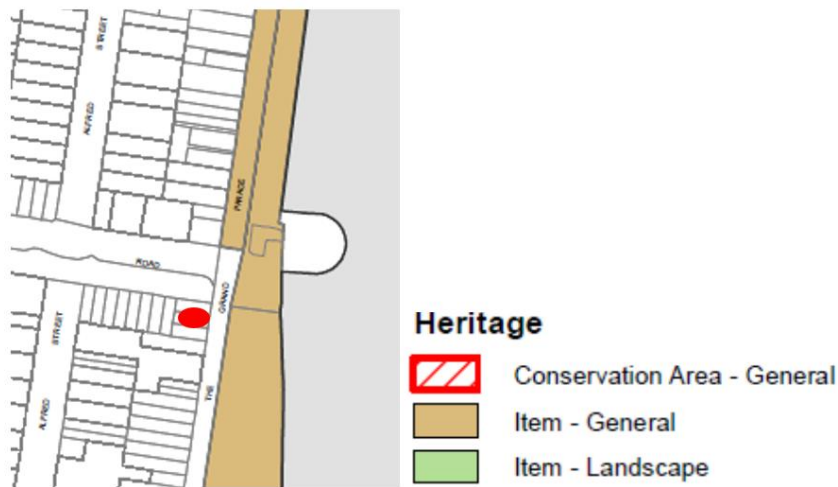 STREET
ALFRED
PARADE
ROAD
GRAND
STREET
THE
ALFRED
Heritage
Conservation Area - General
Item - General
Item - Landscape